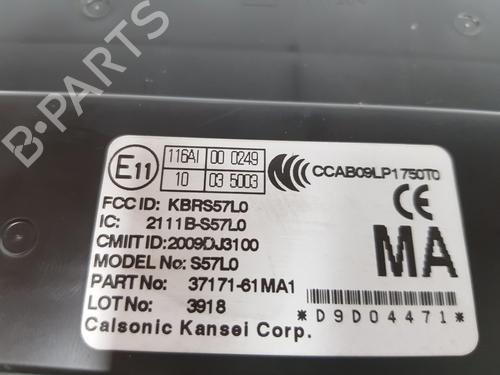 B-PARTS
E11
116AI 00 0249
10 03 5003
CCAB09LP1750T0
FCC ID: KBRS57L0
IC: 2111B-S57L0
CMIIT ID:2009DJ3100
MODEL No: S57L0
PART No: 37171-61MA1
LOT No: 3918
Calsonic Kansei Corp.
CE
MA
*D9D04471*